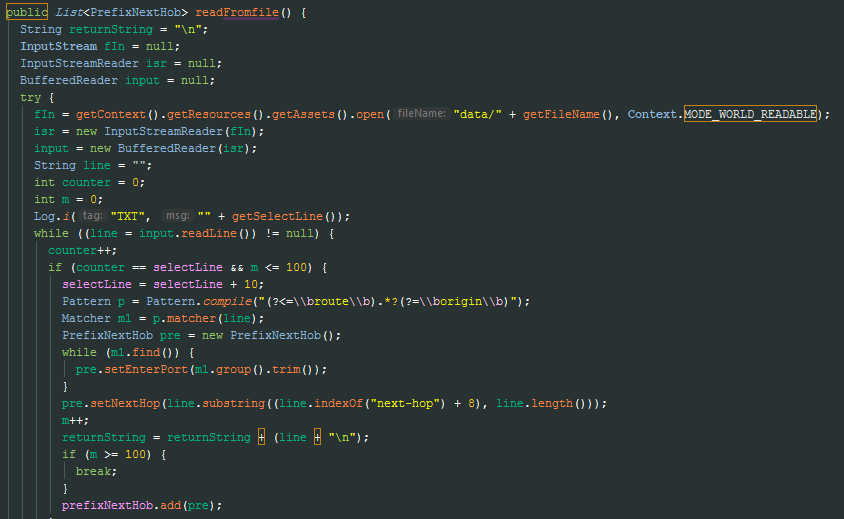 public List<PrefixNextHob> readFromfile() {
String returnString = "\n";
InputStream fIn = null;
InputStreamReader isr = null;
BufferedReader input = null;
try {
fIn = getContext().getResources().getAssets().open( fileName: "data/" + getFileName(), Context.MODE_WORLD_READABLE);
isr = new InputStreamReader(fIn);
input = new BufferedReader(isr);
String line = "";
int counter = 0;
int m = 0;
Log.i( tag: "TXT", msg: "" + getSelectLine());
while ((line = input.readLine()) != null) {
counter++;
if (counter == selectLine && m <= 100) {
selectLine = selectLine + 10;
Pattern p = Pattern.compile("(?<=\\broute\\b).*?(?=\\borigin\\b)");
Matcher m1 = p.matcher(line);
PrefixNextHob pre = new PrefixNextHob();
while (m1.find()) {
pre.setEnterPort(m1.group().trim());
}
pre.setNextHop(line.substring((line.indexOf("next-hop") + 8), line.length()));
m++;
returnString = returnString + (line + "\n");
if (m >= 100) {
break;
}
prefixNextHob.add(pre);